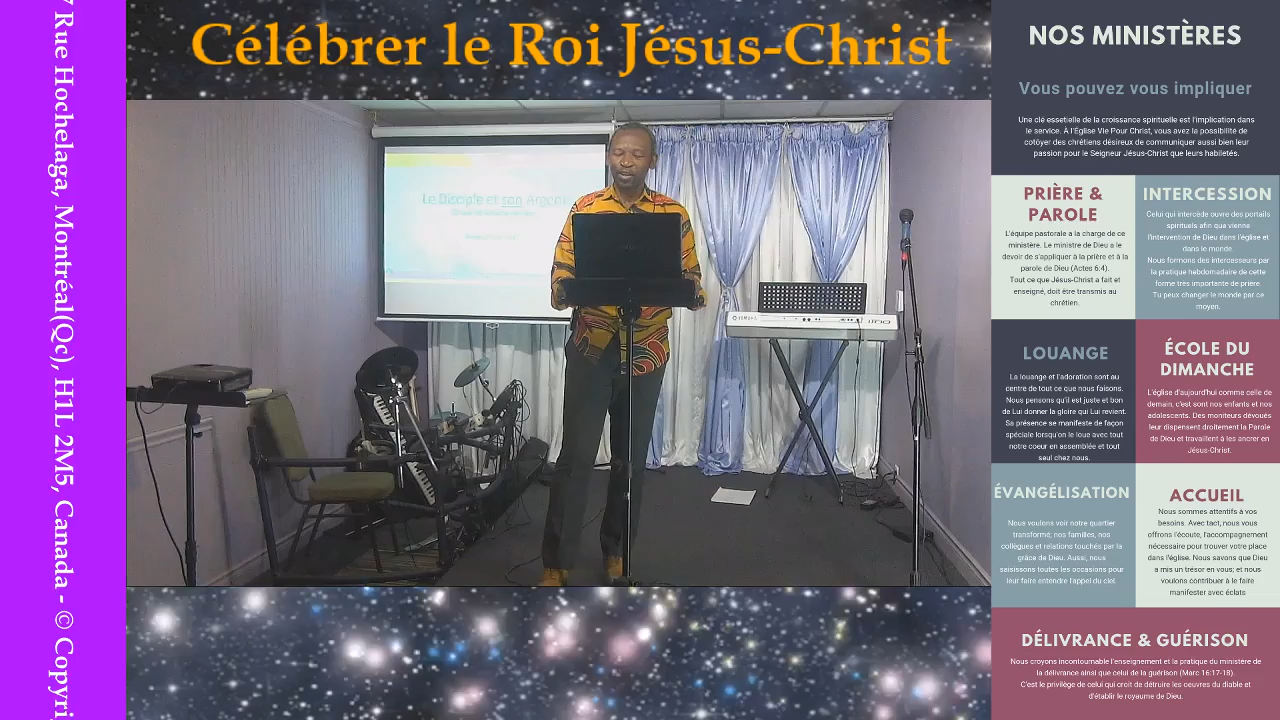 Rue Hochelaga, Montréal(Qc), H1L 2M5, Canada - ©
Célébrer le Roi Jésus-Christ
Le Disciple et son Argent
YAMAHA
NOS MINISTÈRES
Vous pouvez vous impliquer
Une clé essetielle de la croissance spirituelle est l'implication dans
le service. À l'Église Vie Pour Christ, vous avez la possibilité de
cotôyer des chrétiens désireux de communiquer aussi bien leur
passion pour le Seigneur Jésus-Christ que leurs habiletés.
PRIÈRE &
PAROLE
L'équipe pastorale a la charge de ce
ministère. Le ministre de Dieu a le
devoir de s'appliquer à la prière et à la
parole de Dieu (Actes 6:4).
Tout ce que Jésus-Christ a fait et
enseigné, doit être transmis au
chrétien.
INTERCESSION
Celui qui intercède ouvre des portails
spirituels afin que vienne
l'intervention de Dieu dans l'église et
dans le monde.
Nous formons des intercesseurs par
la pratique hebdomadaire de cette
forme très importante de prière.
Tu peux changer le monde par ce
moyen.
LOUANGE
La louange et l'adoration sont au
centre de tout ce que nous faisons.
Nous pensons qu'il est juste et bon
de Lui donner la gloire qui Lui revient.
Sa présence se manifeste de façon
spéciale lorsqu'on le loue avec tout
notre coeur en assemblée et tout
seul chez nous.
ÉCOLE DU
DIMANCHE
L'église d'aujourd'hui comme celle de
demain, c'est sont nos enfants et nos
adolescents. Des moniteurs dévoués
leur dispensent droitement la Parole
de Dieu et travaillent à les ancrer en
Jésus-Christ.
ÉVANGÉLISATION
Nous voulons voir notre quartier
transformé; nos familles, nos
collègues et relations touchés par la
grâce de Dieu. Aussi, nous
saisissons toutes les occasions pour
leur faire entendre l'appel du ciel.
ACCUEIL
Nous sommes attentifs à vos
besoins. Avec tact, nous vous
offrons l'écoute, l'accompagnement
nécessaire pour trouver votre place
dans l'église. Nous savons que Dieu
a mis un trésor en vous; et nous
voulons contribuer à le faire
manifester avec éclats
DÉLIVRANCE & GUÉRISON
Nous croyons incontournable l'enseignement et la pratique du ministère de
la délivrance ainsi que celui de la guérison (Marc 16:17-18).
C'est le privilège de celui qui croit de détruire les oeuvres du diable et
d'établir le royaume de Dieu.